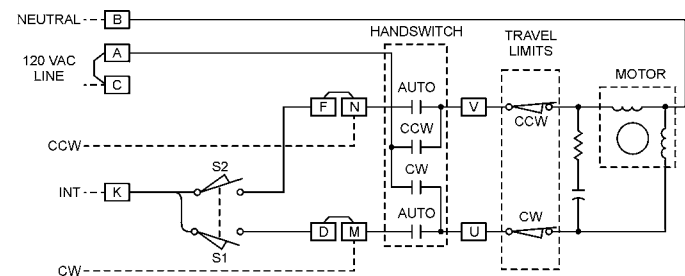 NEUTRAL B
HANDSWITCH
TRAVEL
LIMITS
A
120 VAC
LINE
C
MOTOR
AUTO
F N V
CCW
CCW
CCW
S2
CW
INT K
AUTO
CW
D M U
S1
CW